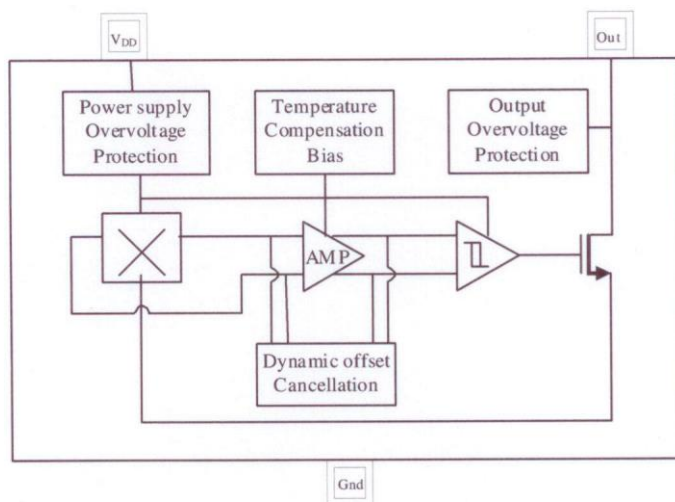 VDD
Out
Power supply
Overvoltage
Protection
Temperature
Compensation
Bias
Output
Overvoltage
Protection
AMP
Dynamic offset
Cancellation
Gnd